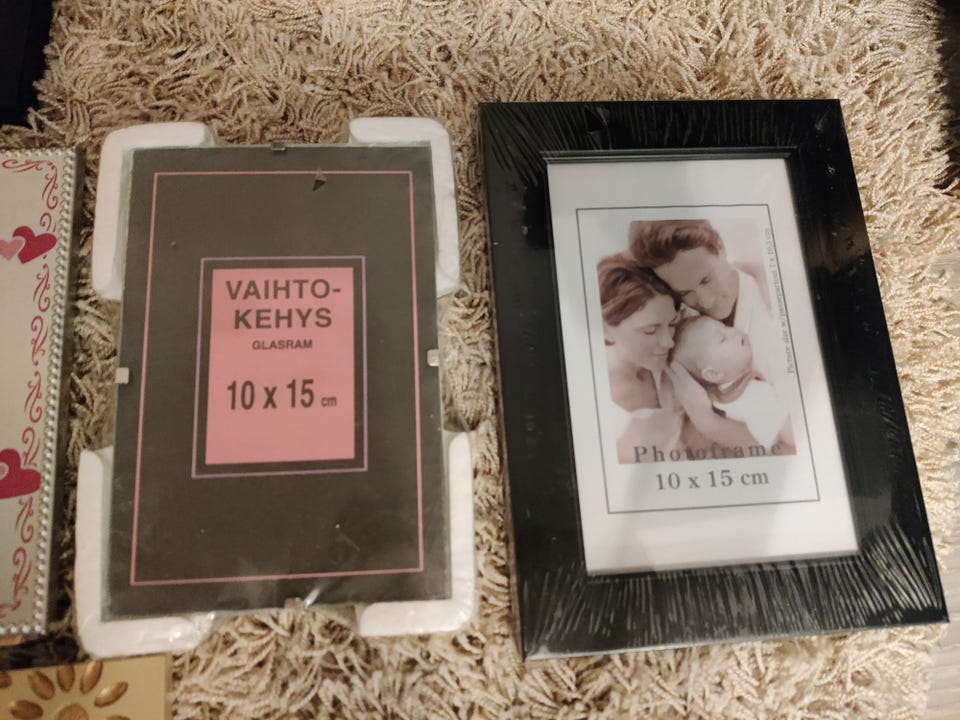 VAIHTO-
KEHYS
GLASRAM
10 x 15 cm
Photoframe
10 x 15 cm